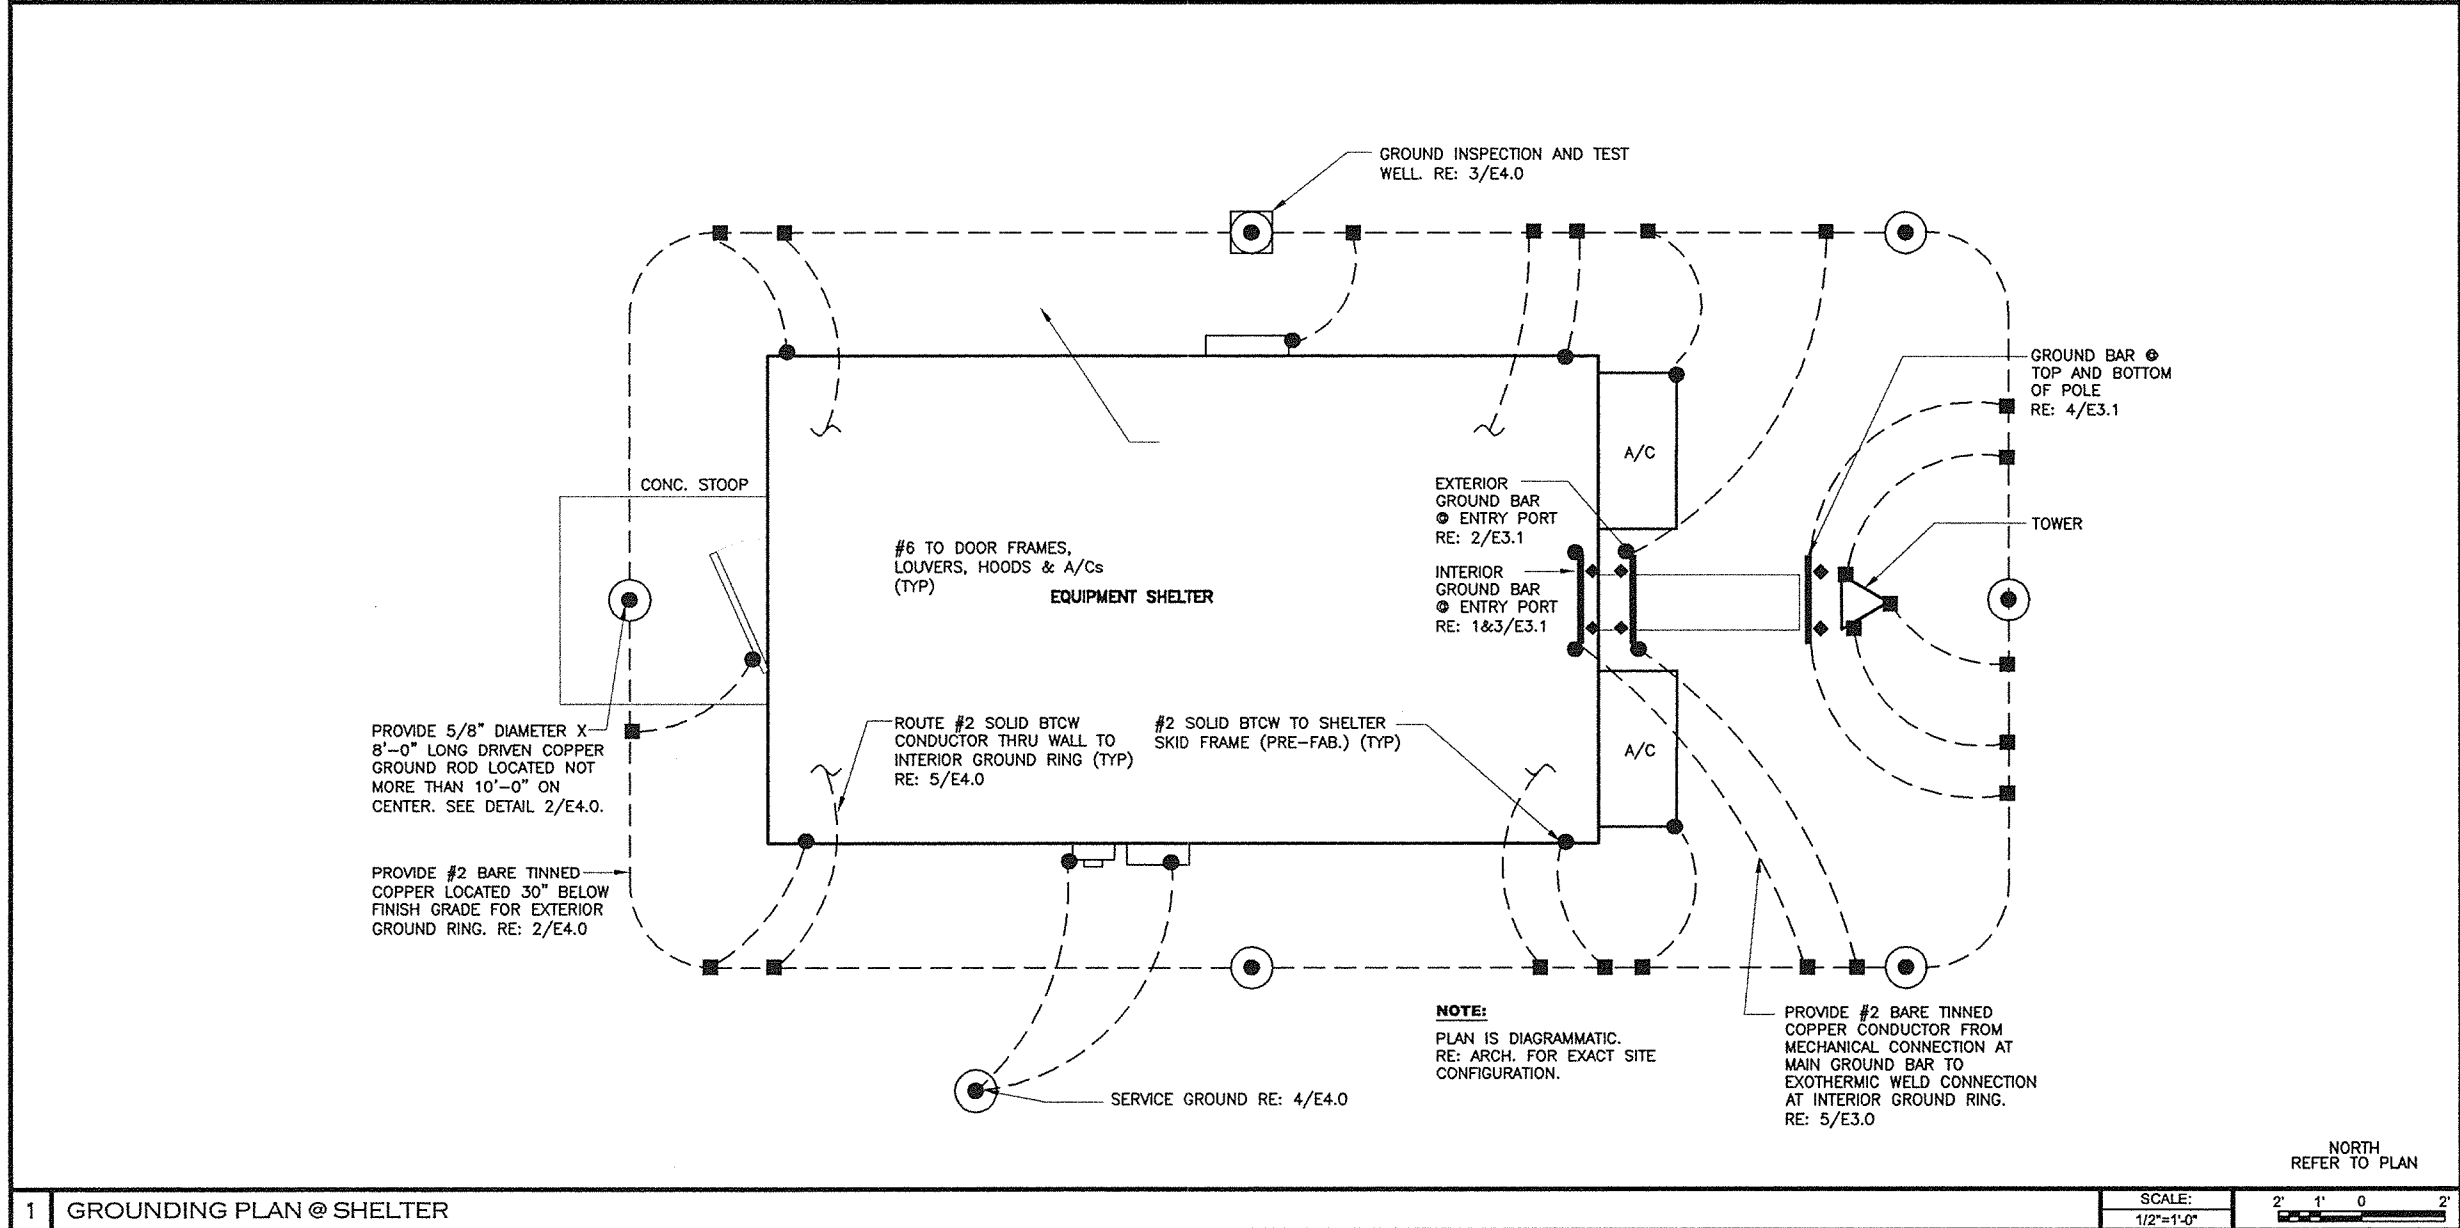 GROUND INSPECTION AND TEST
WELL. RE: 3/E4.0
GROUND BAR @
TOP AND BOTTOM
OF POLE
RE: 4/E3.1
CONC. STOOP
A/C
EXTERIOR
GROUND BAR
@ ENTRY PORT
RE: 2/E3.1
TOWER
#6 TO DOOR FRAMES,
LOUVERS, HOODS & A/Cs
(TYP)
EQUIPMENT SHELTER
INTERIOR
GROUND BAR
@ ENTRY PORT
RE: 1&3/E3.1
PROVIDE 5/8" DIAMETER X
8'-0" LONG DRIVEN COPPER
GROUND ROD LOCATED NOT
MORE THAN 10'-0" ON
CENTER. SEE DETAIL 2/E4.0.
ROUTE #2 SOLID BTCW
CONDUCTOR THRU WALL TO
INTERIOR GROUND RING (TYP)
RE: 5/E4.0
#2 SOLID BTCW TO SHELTER
SKID FRAME (PRE-FAB.) (TYP)
A/C
PROVIDE #2 BARE TINNED
COPPER LOCATED 30" BELOW
FINISH GRADE FOR EXTERIOR
GROUND RING. RE: 2/E4.0
NOTE:
PLAN IS DIAGRAMMATIC.
RE: ARCH. FOR EXACT SITE
CONFIGURATION.
PROVIDE #2 BARE TINNED
COPPER CONDUCTOR FROM
MECHANICAL CONNECTION AT
MAIN GROUND BAR TO
EXOTHERMIC WELD CONNECTION
AT INTERIOR GROUND RING.
RE: 5/E3.0
SERVICE GROUND RE: 4/E4.0
NORTH
REFER TO PLAN
1 GROUNDING PLAN @ SHELTER
SCALE:
1/2"=1'-0"
2' 1' 0 2'